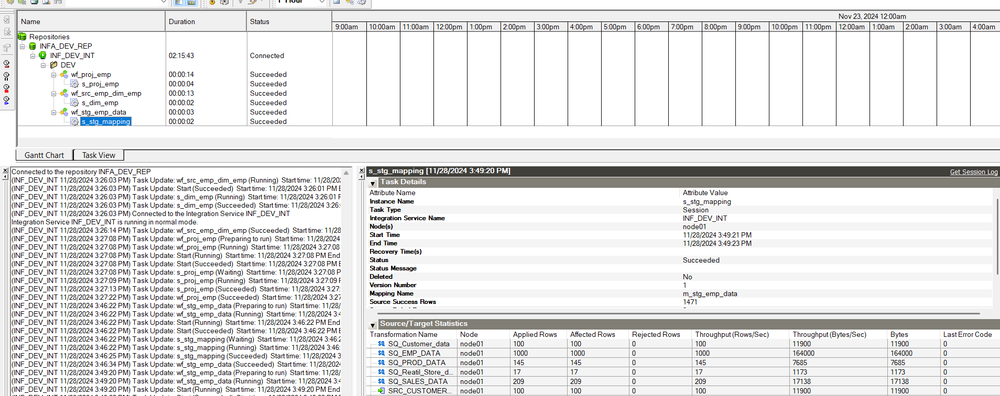 1 Hour
Name Duration Status
Nov 23, 2024 12:00am
9:00am 10:00am 11:00am 12:00pm 1:00pm 2:00pm 3:00pm 4:00pm 5:00pm 6:00pm 7:00pm 8:00pm 9:00pm 10:00pm 11:00pm 12:00am 1:00am 2:00am 3:00am 4:00am
Repositories
INFA_DEV_REP
INF_DEV_INT 02:15:43 Connected
DEV
wf_proj_emp 00:00:14 Succeeded
s_proj_emp 00:00:04 Succeeded
wf_src_emp_dim_emp 00:00:13 Succeeded
s_dim_emp 00:00:02 Succeeded
wf_stg_emp_data 00:00:03 Succeeded
s_stg_mapping 00:00:02 Succeeded
Gantt Chart Task View
Connected to the repository INFA_DEV_REP
(INF_DEV_INT 11/28/2024 3:26:03 PM) Task Update: wf_src_emp_dim_emp (Running) Start time: 11/28/202
(INF_DEV_INT 11/28/2024 3:26:03 PM) Task Update: Start (Succeeded) Start time: 11/28/2024 3:26:01 PM E
(INF_DEV_INT 11/28/2024 3:26:03 PM) Task Update: s_dim_emp (Running) Start time: 11/28/2024 3:26:01 F
(INF_DEV_INT 11/28/2024 3:26:03 PM) Task Update: s_dim_emp (Succeeded) Start time: 11/28/2024 3:26:
(INF_DEV_INT 11/28/2024 3:26:03 PM) Connected to the Integration Service INF_DEV_INT
Integration Service INF_DEV_INT is running in normal mode.
(INF_DEV_INT 11/28/2024 3:26:14 PM) Task Update: wf_src_emp_dim_emp (Succeeded) Start time: 11/28
(INF_DEV_INT 11/28/2024 3:27:08 PM) Task Update: wf_proj_emp (Preparing to run) Start time: 11/28/2024
(INF_DEV_INT 11/28/2024 3:27:08 PM) Task Update: wf_proj_emp (Running) Start time: 11/28/2024 3:27:08
(INF_DEV_INT 11/28/2024 3:27:08 PM) Task Update: Start (Running) Start time: 11/28/2024 3:27:08 PM End
(INF_DEV_INT 11/28/2024 3:27:08 PM) Task Update: Start (Succeeded) Start time: 11/28/2024 3:27:08 PM E
(INF_DEV_INT 11/28/2024 3:27:08 PM) Task Update: s_proj_emp (Waiting) Start time: 11/28/2024 3:27:08 P
(INF_DEV_INT 11/28/2024 3:27:09 PM) Task Update: s_proj_emp (Running) Start time: 11/28/2024 3:27:09 I
(INF_DEV_INT 11/28/2024 3:27:13 PM) Task Update: s_proj_emp (Succeeded) Start time: 11/28/2024 3:27:
(INF_DEV_INT 11/28/2024 3:27:22 PM) Task Update: wf_proj_emp (Succeeded) Start time: 11/28/2024 3:27
(INF_DEV_INT 11/28/2024 3:46:22 PM) Task Update: wf_stg_emp_data (Preparing to run) Start time: 11/28/
(INF_DEV_INT 11/28/2024 3:46:22 PM) Task Update: wf_stg_emp_data (Running) Start time: 11/28/2024 3:4
(INF_DEV_INT 11/28/2024 3:46:22 PM) Task Update: Start (Running) Start time: 11/28/2024 3:46:22 PM End
(INF_DEV_INT 11/28/2024 3:46:22 PM) Task Update: Start (Succeeded) Start time: 11/28/2024 3:46:22 PM E
(INF_DEV_INT 11/28/2024 3:46:22 PM) Task Update: s_stg_mapping (Waiting) Start time: 11/28/2024 3:46:2
(INF_DEV_INT 11/28/2024 3:46:22 PM) Task Update: s_stg_mapping (Running) Start time: 11/28/2024 3:46:
(INF_DEV_INT 11/28/2024 3:46:25 PM) Task Update: s_stg_mapping (Succeeded) Start time: 11/28/2024 3
(INF_DEV_INT 11/28/2024 3:46:34 PM) Task Update: wf_stg_emp_data (Succeeded) Start time: 11/28/2024
(INF_DEV_INT 11/28/2024 3:49:20 PM) Task Update: wf_stg_emp_data (Preparing to run) Start time: 11/28/
(INF_DEV_INT 11/28/2024 3:49:20 PM) Task Update: wf_stg_emp_data (Running) Start time: 11/28/2024 3:4
(INF_DEV_INT 11/28/2024 3:49:20 PM) Task Update: Start (Running) Start time: 11/28/2024 3:49:20 PM End
s_stg_mapping [11/28/2024 3:49:20 PM] Get Session Log
Task Details
Attribute Name Attribute Value
Instance Name s_stg_mapping
Task Type Session
Integration Service Name INF_DEV_INT
Node(s) node01
Start Time 11/28/2024 3:49:21 PM
End Time 11/28/2024 3:49:23 PM
Recovery Time(s)
Status Succeeded
Status Message
Deleted No
Version Number 1
Mapping Name m_stg_emp_data
Source Success Rows 1471
Source/Target Statistics
Transformation Name Node Applied Rows Affected Rows Rejected Rows Throughput (Rows/Sec) Throughput (Bytes/Sec) Bytes Last Error Code
SQ SQ_Customer_data node01 100 100 0 100 11900 11900 0
SQ SQ_EMP_DATA node01 1000 1000 0 1000 164000 164000 0
SQ SQ_PROD_DATA node01 145 145 0 145 7685 7685 0
SQ SQ_Reatil_Store_d... node01 17 17 0 17 1173 1173 0
SQ SQ_SALES_DATA node01 209 209 0 209 17138 17138 0
SRC_CUSTOMER... node01 100 100 0 100 11900 11900 0